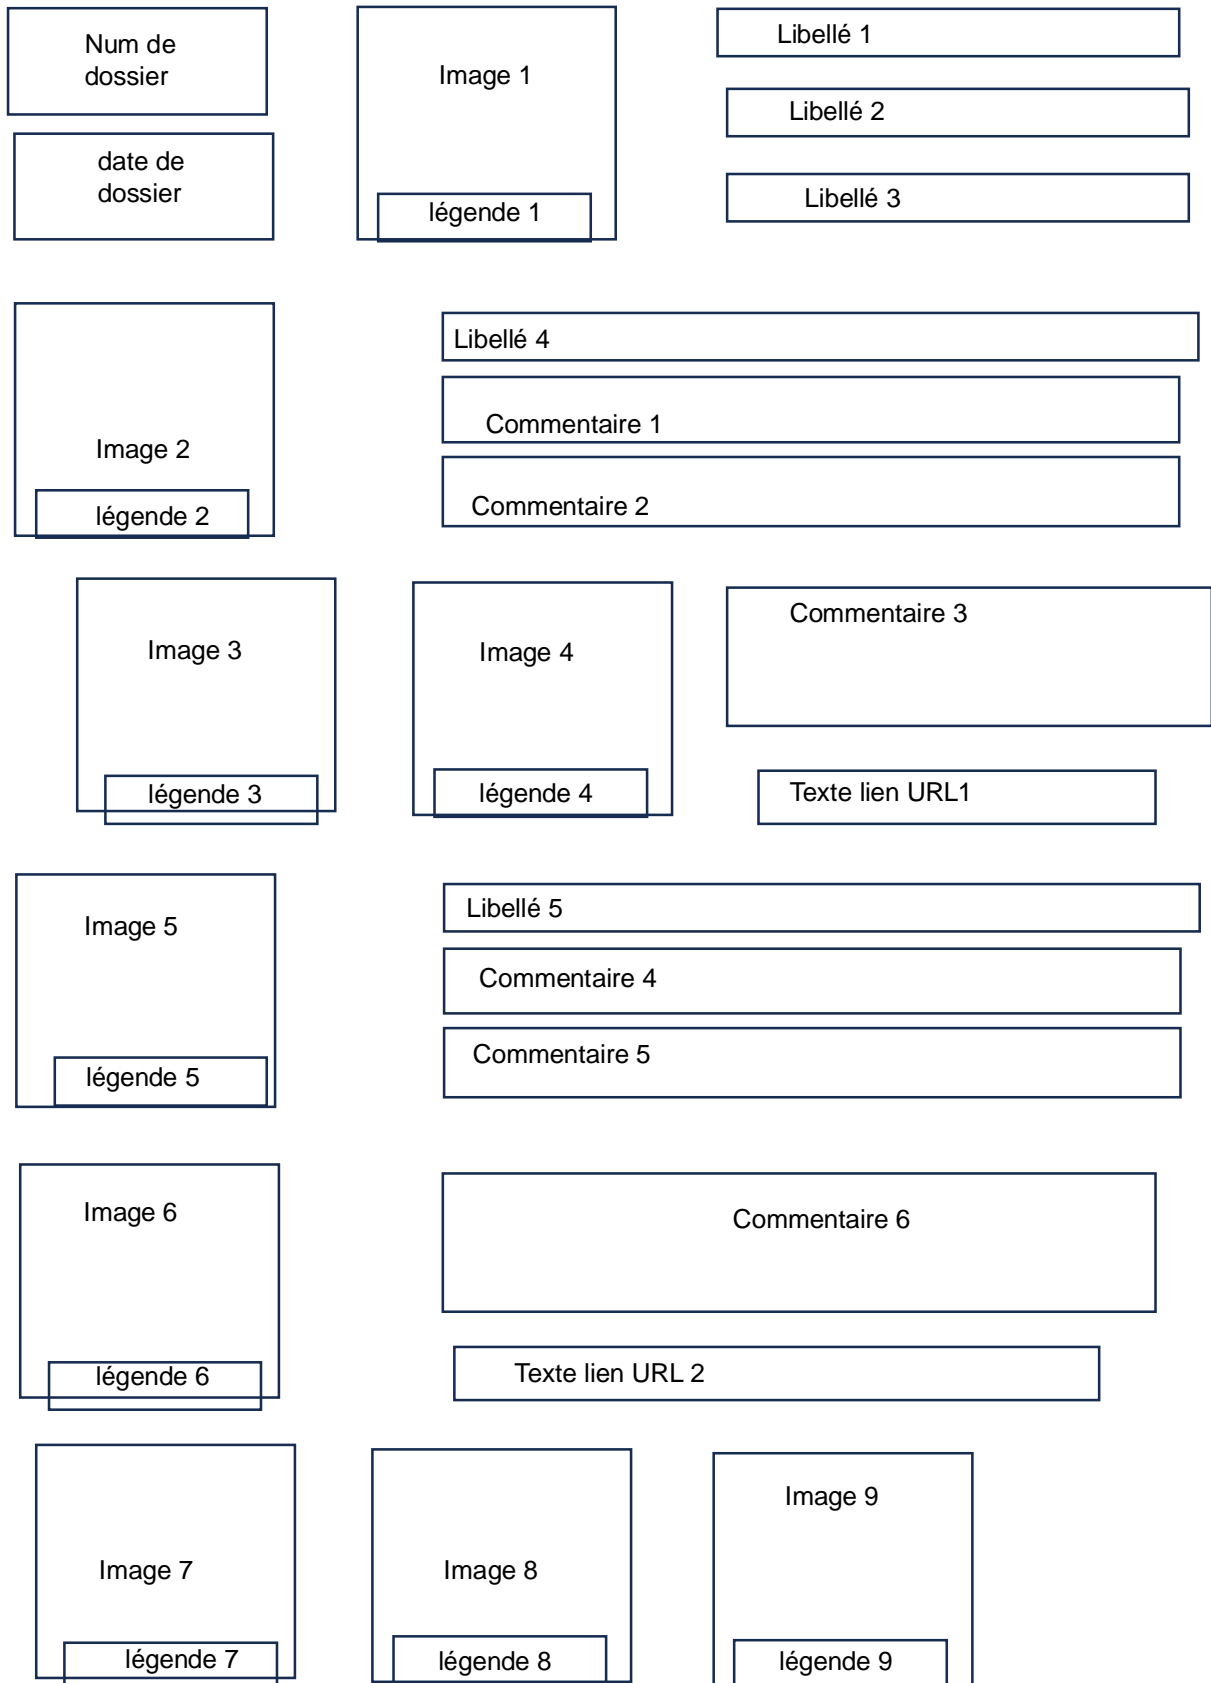 Num de
dossier
date de
dossier
Image 1
légende 1
Libellé 1
Libellé 2
Libellé 3
Image 2
légende 2
Libellé 4
Commentaire 1
Commentaire 2
Image 3
légende 3
Image 4
légende 4
Commentaire 3
Texte lien URL1
Image 5
légende 5
Libellé 5
Commentaire 4
Commentaire 5
Image 6
légende 6
Commentaire 6
Texte lien URL 2
Image 7
légende 7
Image 8
légende 8
Image 9
légende 9